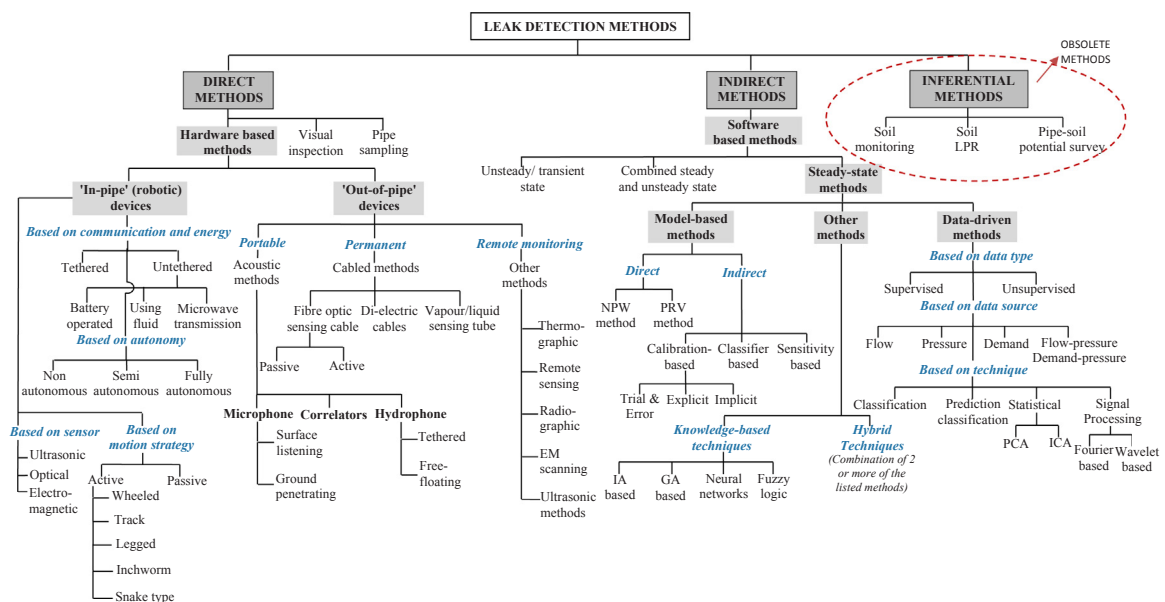 LEAK DETECTION METHODS
OBSOLETE
METHODS
DIRECT
METHODS
INDIRECT
METHODS
INFERENTIAL
METHODS
Hardware based
methods
Visual
inspection
Pipe
sampling
Software
based methods
Soil
monitoring
Soil
LPR
Pipe-soil
potential survey
Unsteady/ transient
state
Combined steady
and unsteady state
Steady-state
methods
'In-pipe' (robotic)
devices
'Out-of-pipe'
devices
Model-based
methods
Other
methods
Data-driven
methods
Based on communication and energy
Tethered
Untethered
Battery
operated
Using
fluid
Microwave
transmission
Based on autonomy
Non
autonomous
Semi
autonomous
Fully
autonomous
Based on sensor
Ultrasonic
Optical
Electro-
magnetic
Based on
motion strategy
Active
Passive
Wheeled
Track
Legged
Inchworm
Snake type
Portable
Acoustic
methods
Permanent
Cabled methods
Remote monitoring
Other
methods
Fibre optic
sensing cable
Di-electric
cables
Vapour/liquid
sensing tube
Passive
Active
Microphone
Correlators
Hydrophone
Surface
listening
Ground
penetrating
Tethered
Free-
floating
Thermo-
graphic
Remote
sensing
Radio-
graphic
EM
scanning
Ultrasonic
methods
Direct
Indirect
NPW
method
PRV
method
Calibration-
based
Classifier
based
Sensitivity
based
Trial &
Error
Explicit
Implicit
Knowledge-based
techniques
IA
based
GA
based
Neural
networks
Fuzzy
logic
Hybrid
Techniques
(Combination of 2
or more of the
listed methods)
Based on data type
Supervised
Unsupervised
Based on data source
Flow
Pressure
Demand
Flow-pressure
Demand-pressure
Based on technique
Classification
Prediction
classification
Statistical
Signal
Processing
PCA
ICA
Fourier
based
Wavelet
based